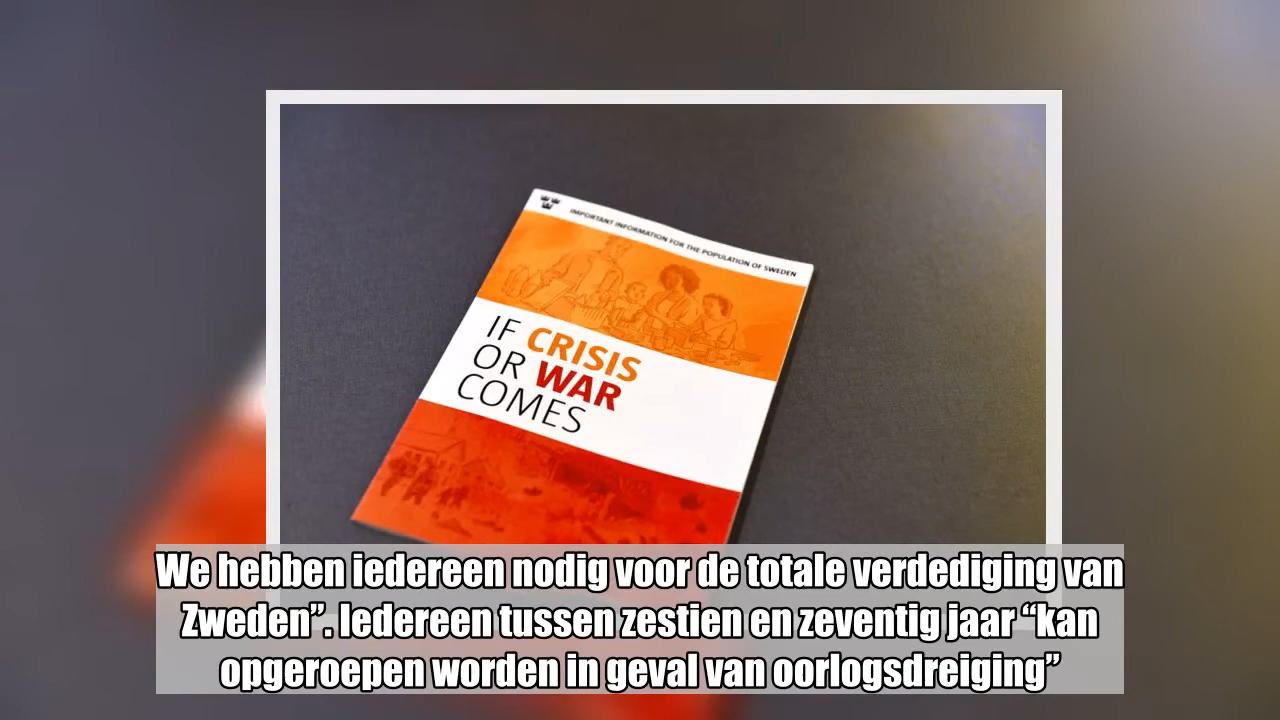 IMPORTANT INFORMATION FOR THE POPULATION OF SWEDEN
IF CRISIS
OR WAR
COMES
We hebben iedereen nodig voor de totale verdediging van
Zweden”. Iedereen tussen zestien en zeventig jaar “kan
opgeroepen worden in geval van oorlogsdreiging”